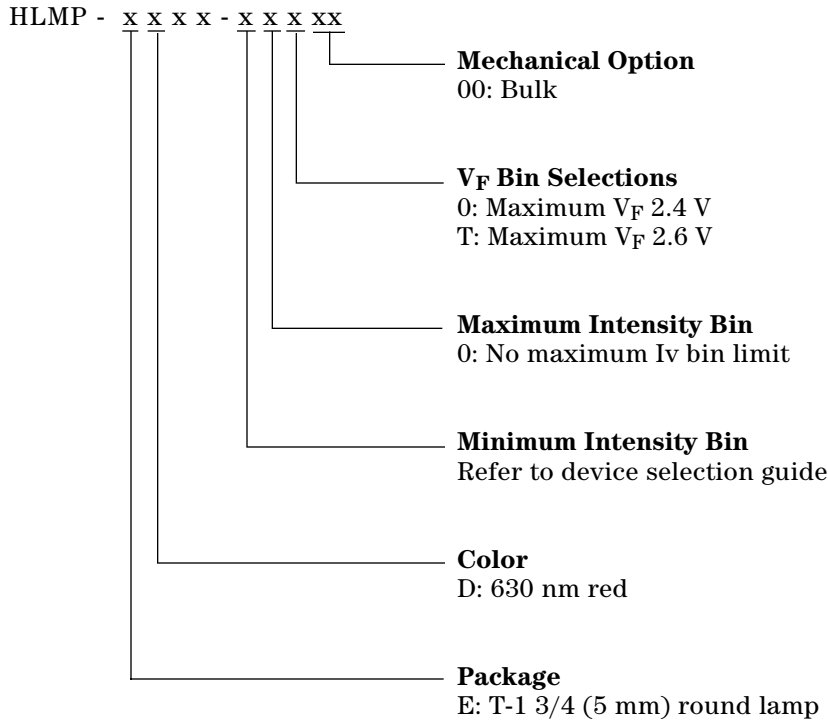 HLMP - x x x x - x x x xx
Mechanical Option
00: Bulk
VF Bin Selections
0: Maximum VF 2.4 V
T: Maximum VF 2.6 V
Maximum Intensity Bin
0: No maximum Iv bin limit
Minimum Intensity Bin
Refer to device selection guide
Color
D: 630 nm red
Package
E: T-1 3/4 (5 mm) round lamp